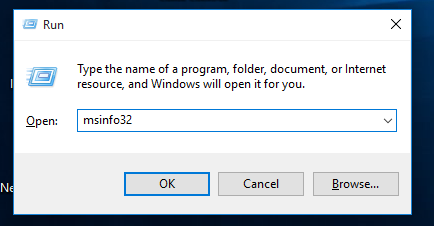 Run
Type the name of a program, folder, document, or Internet
resource, and Windows will open it for you.
Open: msinfo32
OK Cancel Browse...
Ne